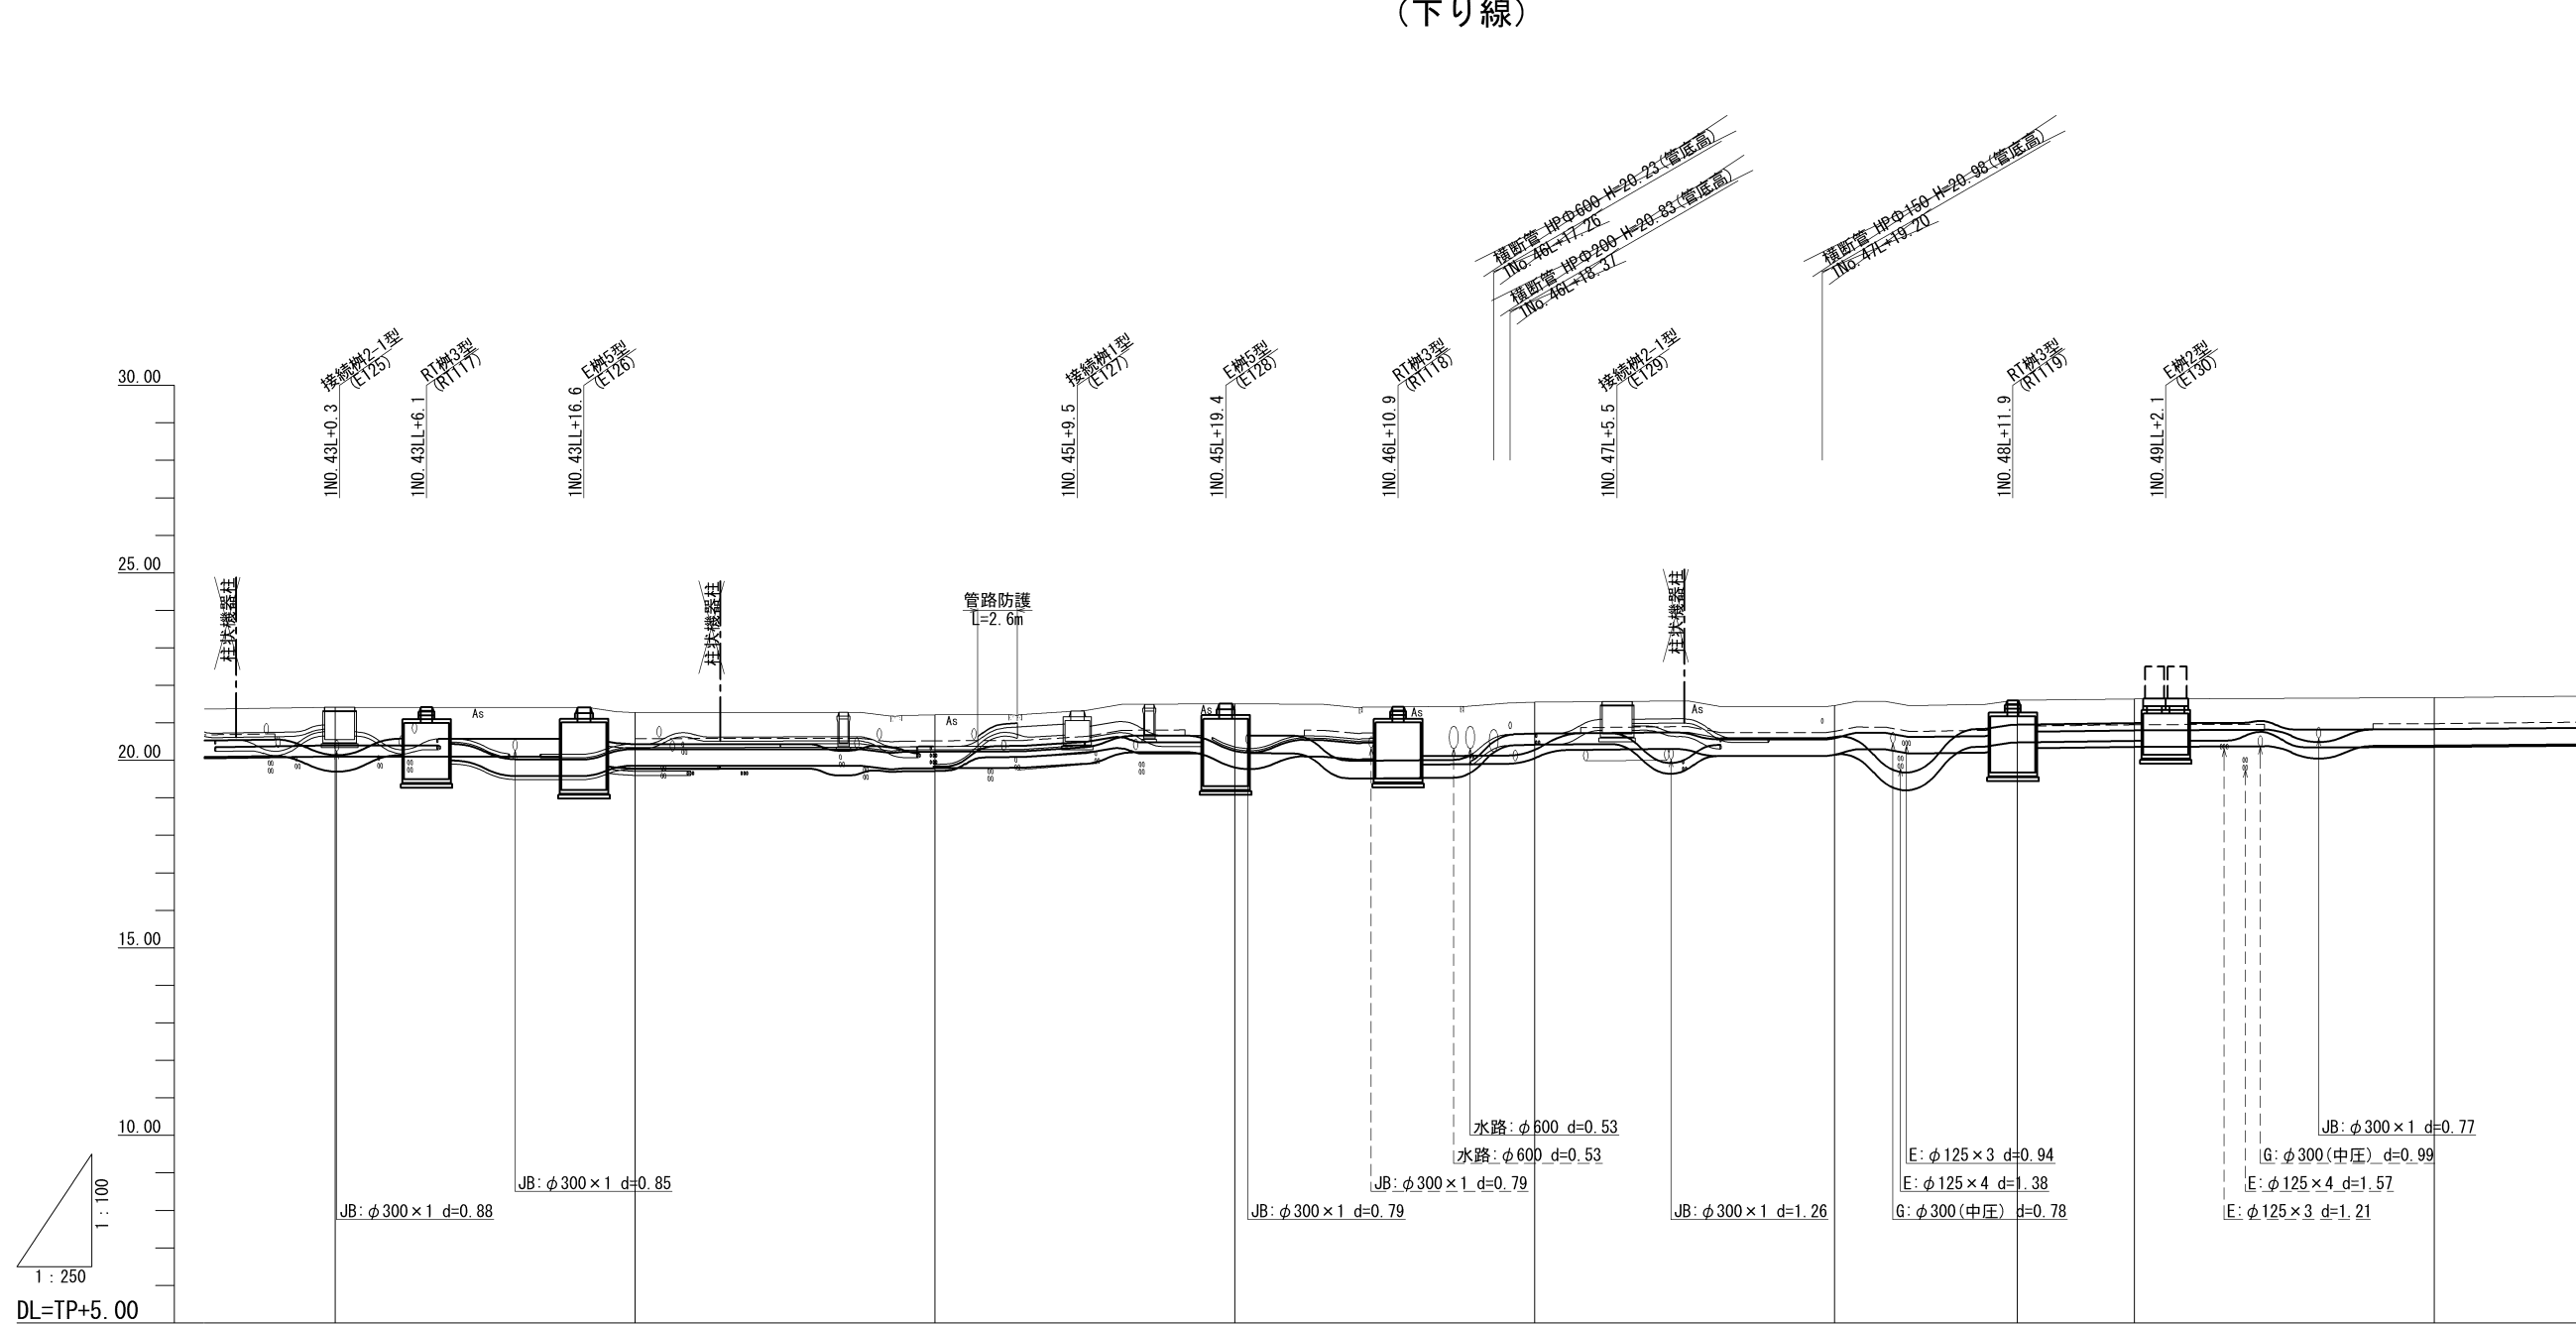 (下り線)
横断管 HPΦ600 H=20.23(管底高)
1No.46L+17.26
横断管 HPΦ200 H=20.83(管底高)
1No.46L+18.37
横断管 HPΦ150 H=20.98(管底高)
1No.47L+19.20
接続桝2-1型
(E125)
1NO.43L+0.3
RT桝3型
(RT117)
1NO.43LL+6.1
E桝5型
(E126)
1NO.43LL+16.6
接続桝1型
(E127)
1NO.45L+9.5
E桝5型
(E128)
1NO.45L+19.4
RT桝3型
(RT118)
1NO.46L+10.9
接続桝2-1型
(E129)
1NO.47L+5.5
RT桝3型
(RT119)
1NO.48L+11.9
E桝2型
(E130)
1NO.49LL+2.1
30.00
25.00
柱状機器柱
柱状機器柱
管路防護
L=2.6m
柱状機器柱
As
As
As
As
As
20.00
15.00
10.00
水路:φ600 d=0.53
JB:φ300×1 d=0.77
水路:φ600 d=0.53
E:φ125×3 d=0.94
G:φ300(中圧) d=0.99
JB:φ300×1 d=0.85
JB:φ300×1 d=0.79
E:φ125×4 d=1.38
E:φ125×4 d=1.57
JB:φ300×1 d=0.88
JB:φ300×1 d=0.79
JB:φ300×1 d=1.26
G:φ300(中圧) d=0.78
E:φ125×3 d=1.21
1:100
1:250
DL=TP+5.00